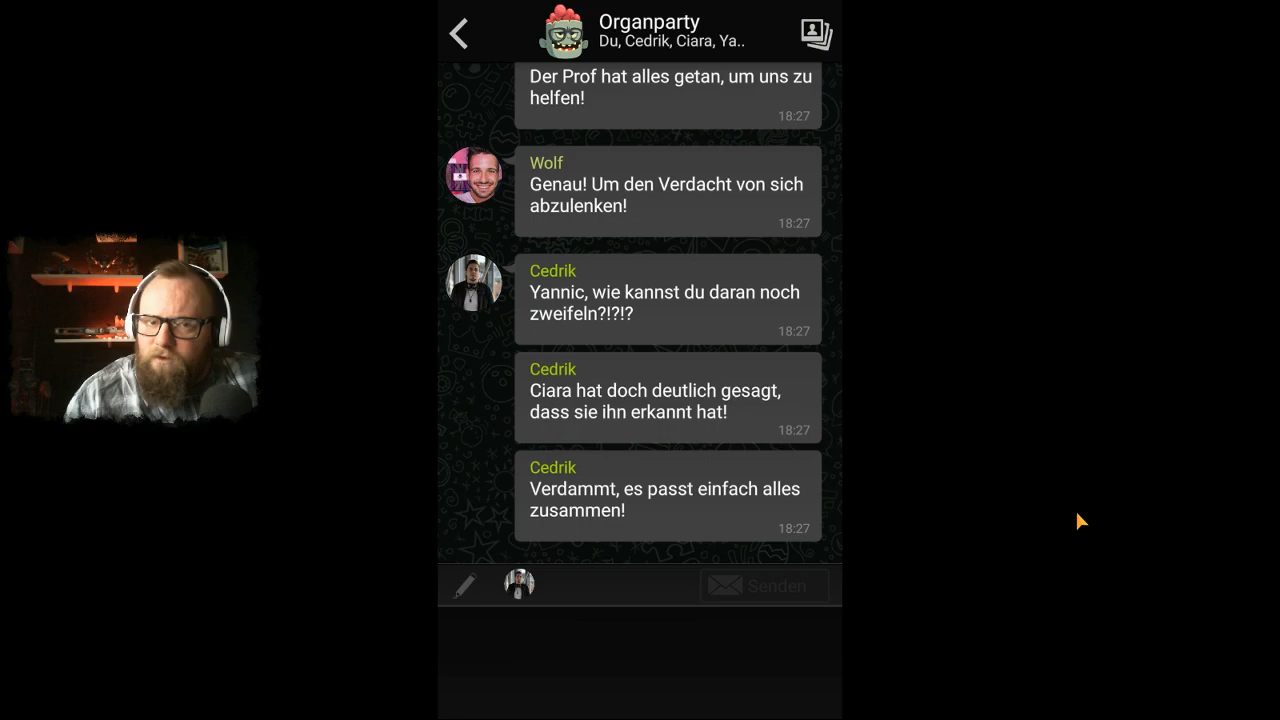 Organparty
Du, Cedrik, Ciara, Ya..
Der Prof hat alles getan, um uns zu
helfen!
18:27
Wolf
Genau! Um den Verdacht von sich
abzulenken!
18:27
Cedrik
Yannic, wie kannst du daran noch
zweifeln?!?!?
18:27
Cedrik
Ciara hat doch deutlich gesagt,
dass sie ihn erkannt hat!
18:27
Cedrik
Verdammt, es passt einfach alles
zusammen!
18:27
Senden